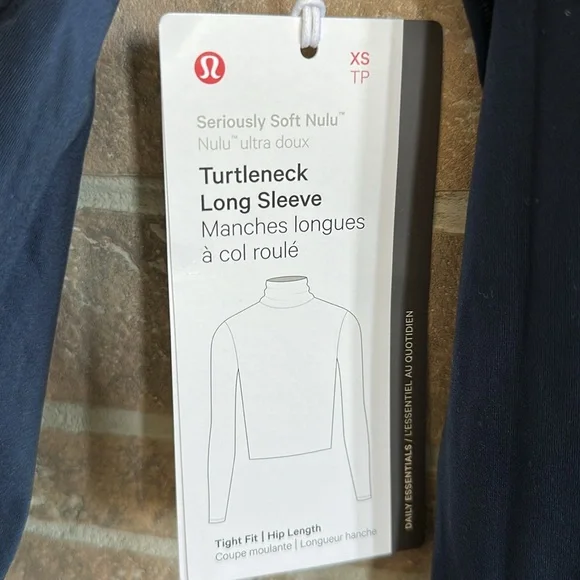 XS
TP
Seriously Soft Nulu™
Nulu™ ultra doux
Turtleneck
Long Sleeve
Manches longues
à col roulé
Tight Fit | Hip Length
Coupe moulante | Longueur hanche
DAILY ESSENTIALS / L'ESSENTIEL AU QUOTIDIEN